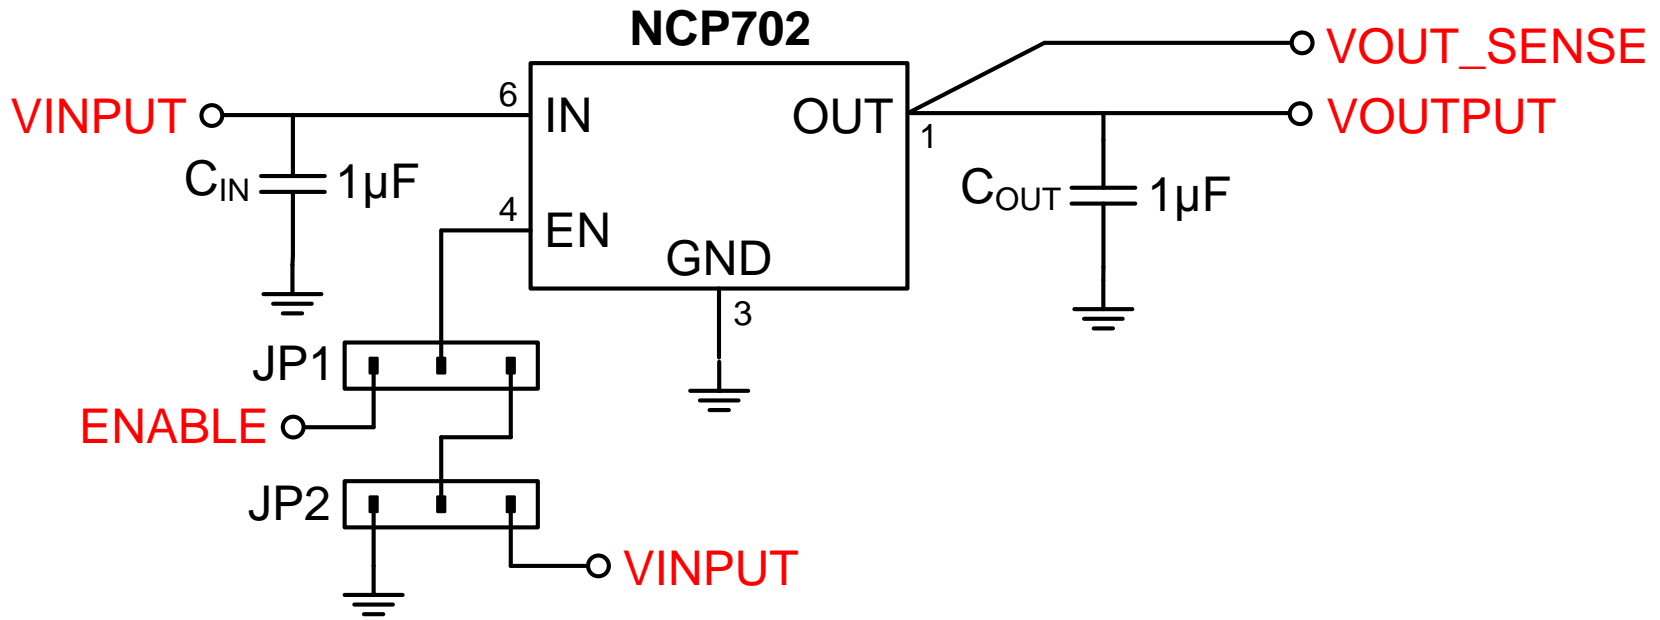 NCP702
VOUT_SENSE
VINPUT
6
IN
OUT
1
VOUTPUT
CIN
1µF
4
EN
GND
COUT
1µF
3
JP1
ENABLE
JP2
VINPUT